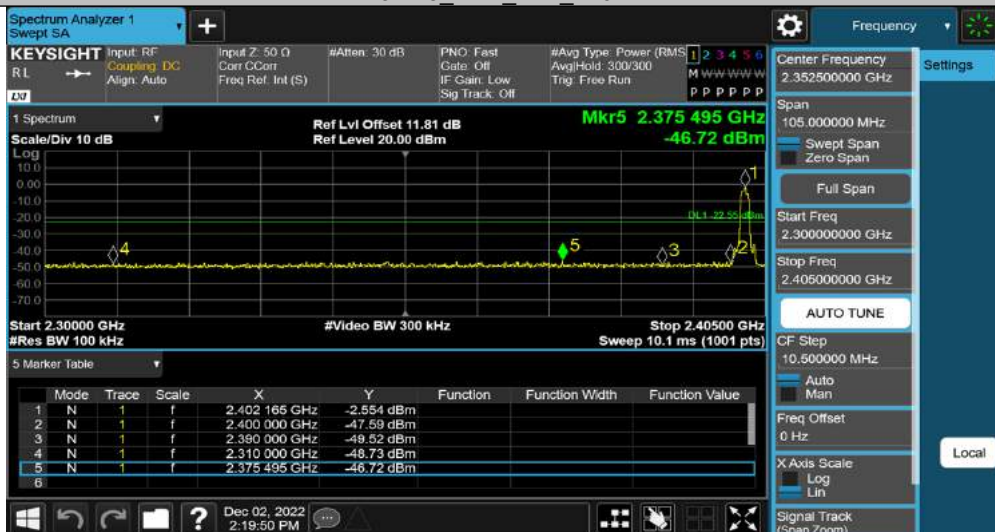 Spectrum Analyzer 1
Swept SA
+
Frequency
KEYSIGHT
RL
LXI
Input: RF
Coupling: DC
Align: Auto
Input Z: 50 Ω
Corr CCorr
Freq Ref: Int (S)
#Atten: 30 dB
PNO: Fast
Gate: Off
IF Gain: Low
Sig Track: Off
#Avg Type: Power (RMS
Avg|Hold: 300/300
Trig: Free Run
1 2 3 4 5 6
M W W W W W
P P P P P P
1 Spectrum
Scale/Div 10 dB
Ref Lvl Offset 11.81 dB
Ref Level 20.00 dBm
Mkr5 2.375 495 GHz
-46.72 dBm
Log
10.0
0.00
-10.0
-20.0
-30.0
-40.0
-50.0
-60.0
-70.0
1
DL1 -22.55 dBm
4
5
3
2
Start 2.30000 GHz
#Res BW 100 kHz
#Video BW 300 kHz
Stop 2.40500 GHz
Sweep 10.1 ms (1001 pts)
5 Marker Table
Mode Trace Scale X Y Function Function Width Function Value
1 N 1 f 2.402 165 GHz -2.554 dBm
2 N 1 f 2.400 000 GHz -47.59 dBm
3 N 1 f 2.390 000 GHz -49.52 dBm
4 N 1 f 2.310 000 GHz -48.73 dBm
5 N 1 f 2.375 495 GHz -46.72 dBm
6
?
Dec 02, 2022
2:19:50 PM
Center Frequency
2.352500000 GHz
Span
105.000000 MHz
Swept Span
Zero Span
Full Span
Start Freq
2.300000000 GHz
Stop Freq
2.405000000 GHz
AUTO TUNE
CF Step
10.500000 MHz
Auto
Man
Freq Offset
0 Hz
X Axis Scale
Log
Lin
Signal Track
(Span Zoom)
Settings
Local